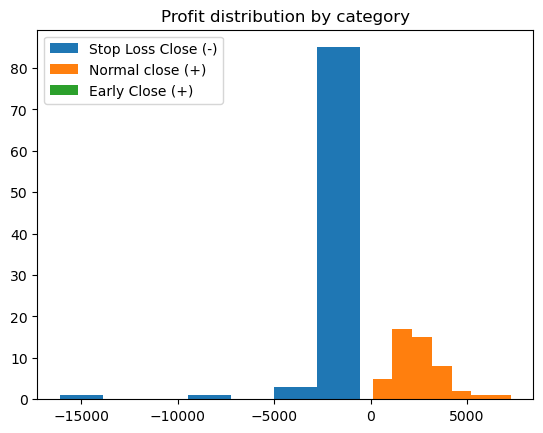 Profit distribution by category
Stop Loss Close (-)
Normal close (+)
Early Close (+)
80
70
60
50
40
30
20
10
0
−15000 −10000 −5000 0 5000